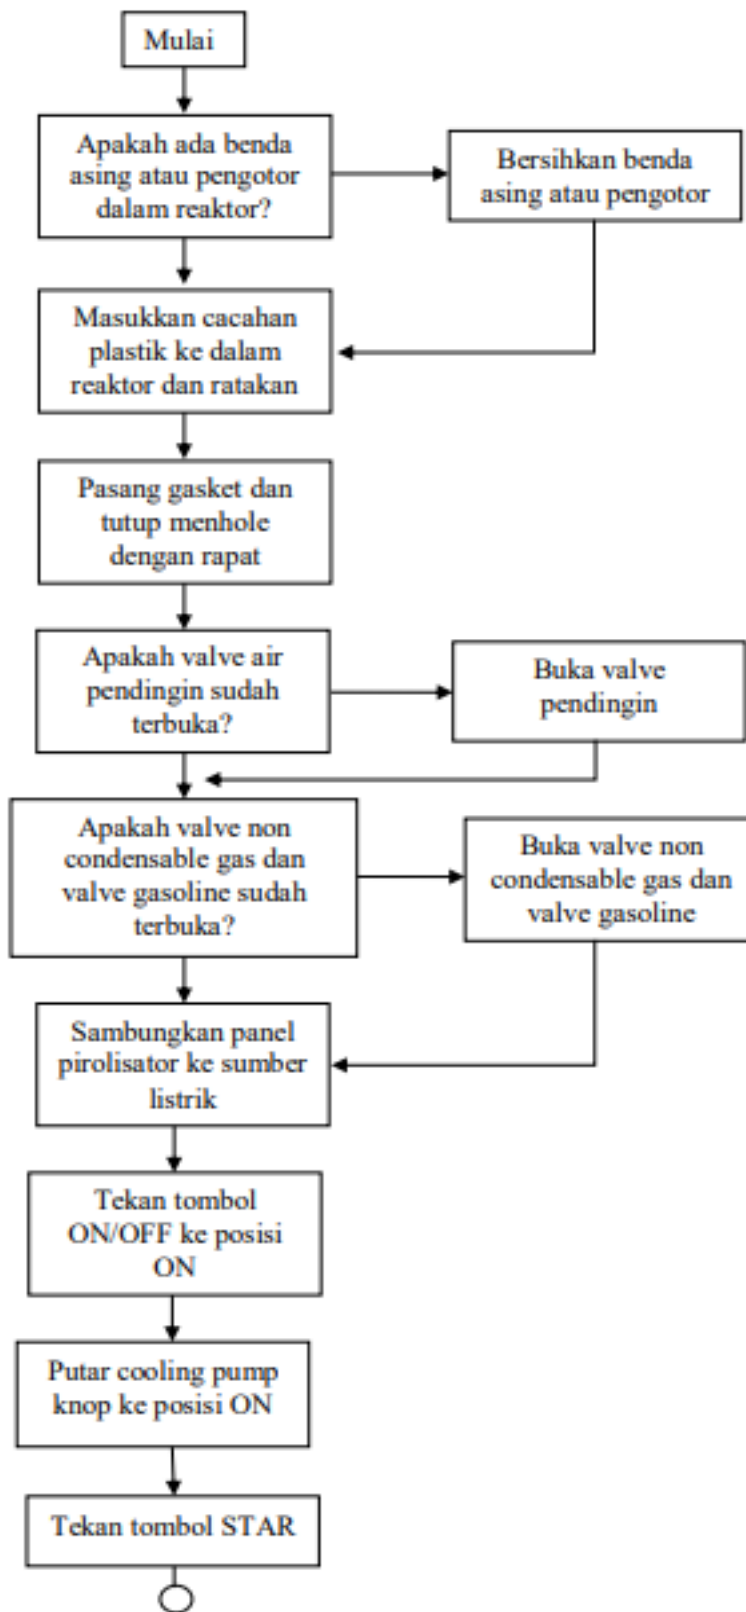 Mulai
Apakah ada benda
asing atau pengotor
dalam reaktor?
Bersihkan benda
asing atau pengotor
Masukkan cacahan
plastik ke dalam
reaktor dan ratakan
Pasang gasket dan
tutup menhole
dengan rapat
Apakah valve air
pendingin sudah
terbuka?
Buka valve
pendingin
Apakah valve non
condensable gas dan
valve gasoline sudah
terbuka?
Buka valve non
condensable gas dan
valve gasoline
Sambungkan panel
pirolisator ke sumber
listrik
Tekan tombol
ON/OFF ke posisi
ON
Putar cooling pump
knop ke posisi ON
Tekan tombol STAR